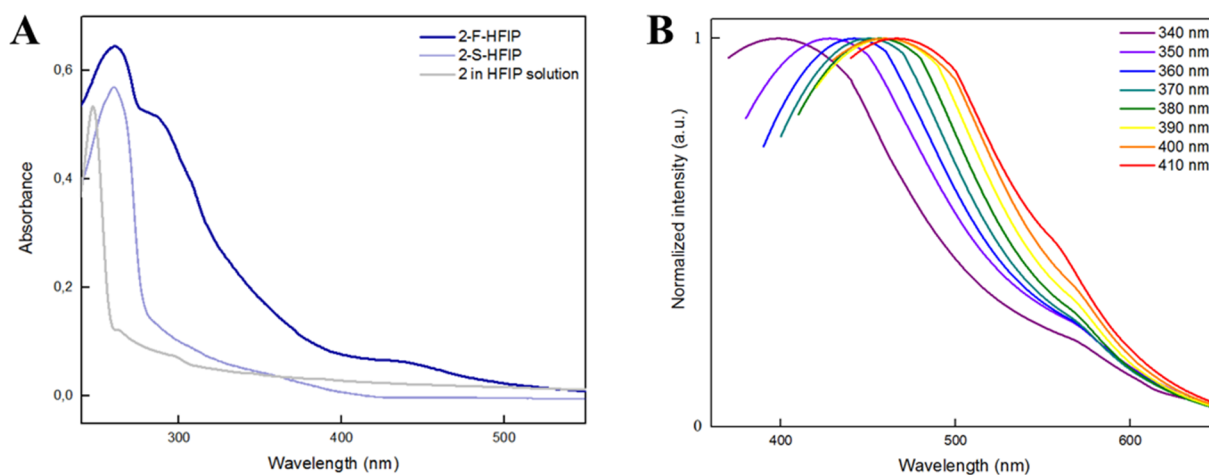 A
2-F-HFIP
2-S-HFIP
2 in HFIP solution
0,6
0,4
0,2
0,0
Absorbance
300
400
500
Wavelength (nm)
B
340 nm
350 nm
360 nm
370 nm
380 nm
390 nm
400 nm
410 nm
1
0
Normalized intensity (a.u.)
400
500
600
Wavelength (nm)